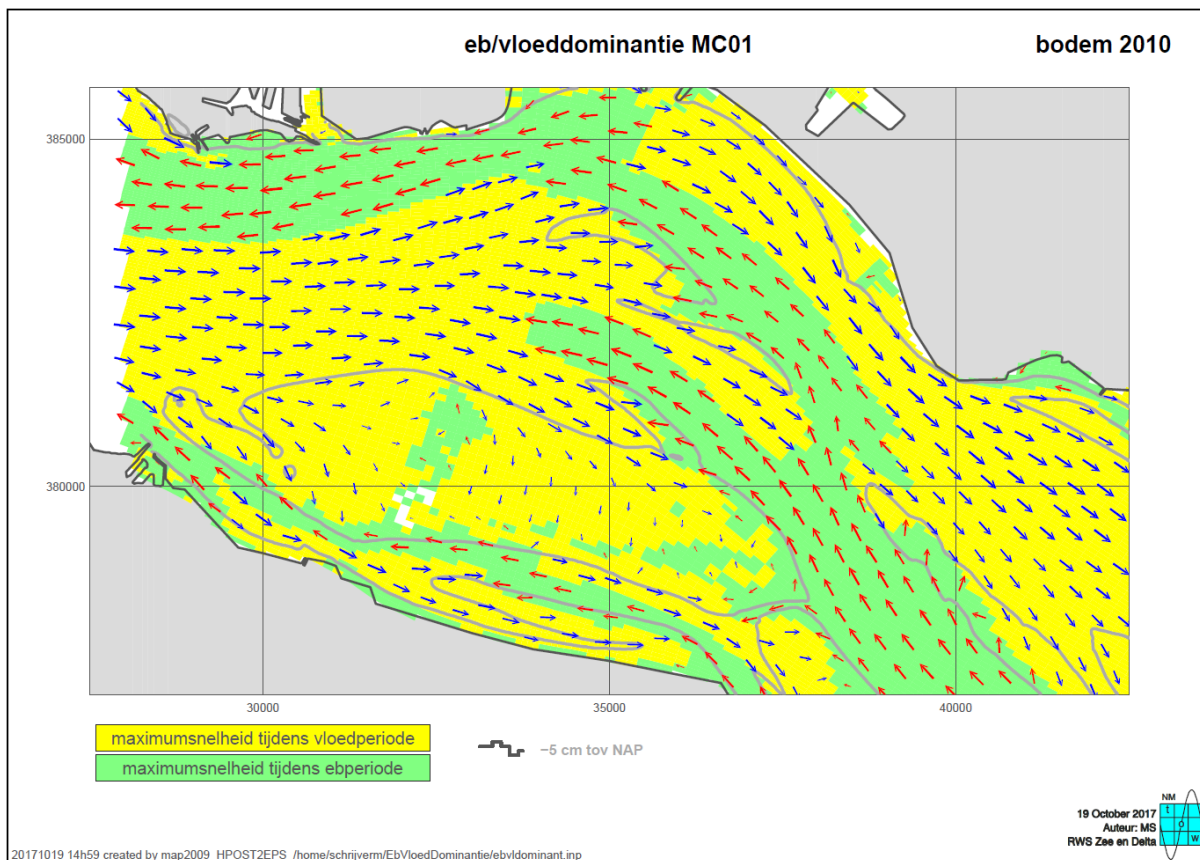 eb/vloeddominantie MC01
bodem 2010
385000
380000
30000
35000
40000
maximumsnelheid tijdens vloedperiode
maximumsnelheid tijdens ebperiode
−5 cm tov NAP
NM
t
o
w
19 October 2017
Auteur: MS
RWS Zee en Delta
20171019 14h59 created by map2009 HPOST2EPS /home/schrijverm/EbVloedDominantie/ebvldominant.inp